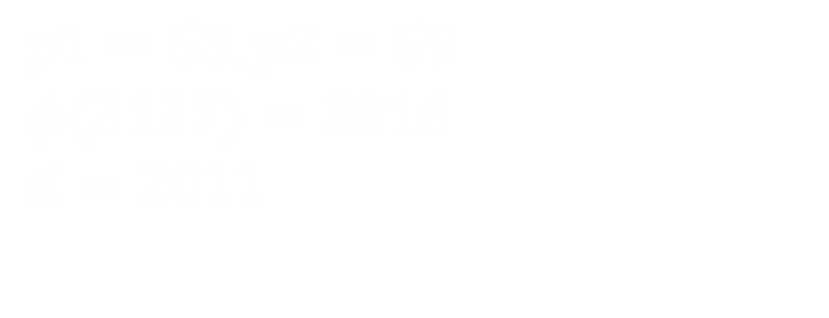 p1 = 53, p2 = 59
ϕ(3127) = 3016
d = 2011